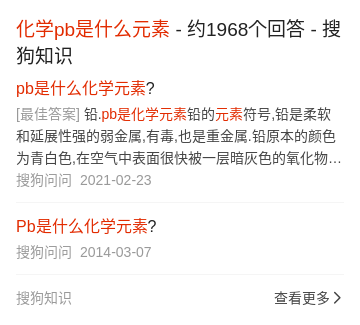 化学pb是什么元素 - 约1968个回答 - 搜
狗知识
pb是什么化学元素?
[最佳答案] 铅.pb是化学元素铅的元素符号,铅是柔软
和延展性强的弱金属,有毒,也是重金属.铅原本的颜色
为青白色,在空气中表面很快被一层暗灰色的氧化物...
搜狗问问 2021-02-23
Pb是什么化学元素?
搜狗问问 2014-03-07
搜狗知识 查看更多